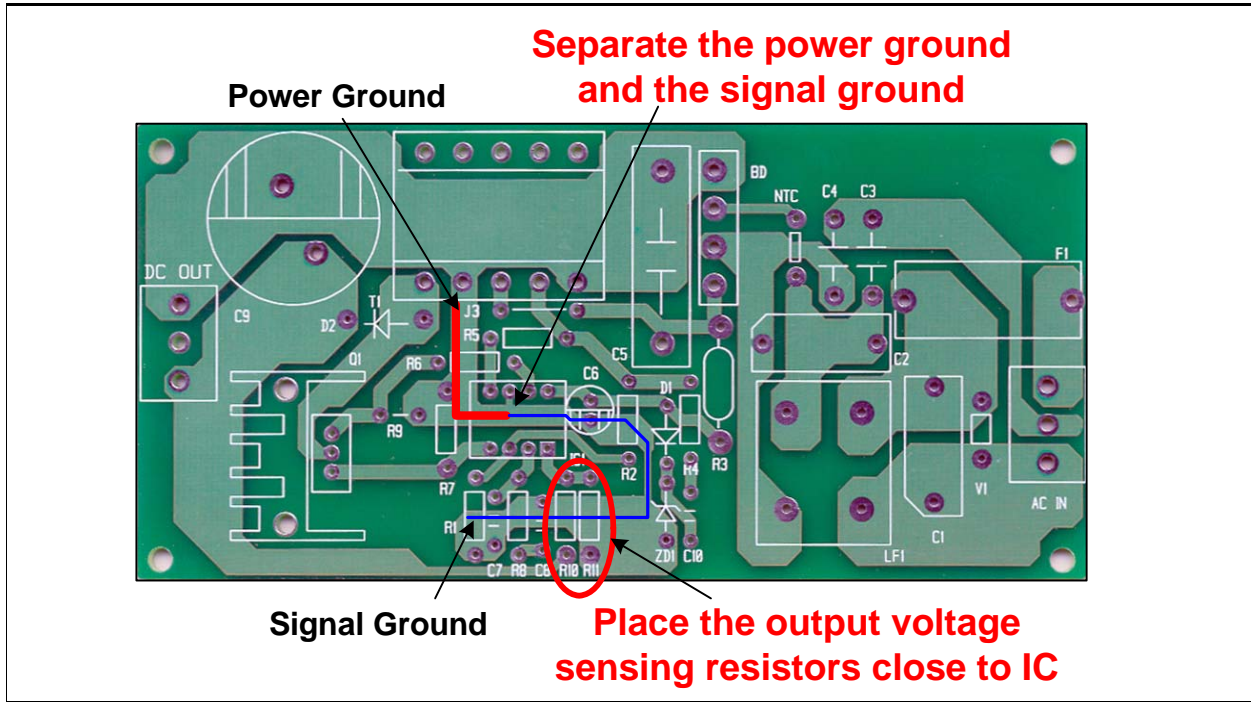 Separate the power ground
and the signal ground
Power Ground
BD
NTC
C4
C3
F1
DC OUT
C9
T1
D2
J3
R5
Q1
R6
C5
C6
C2
D1
R9
R7
R2
R4
R3
R1
V1
AC IN
C7
R8
R10
R11
ZD1
C10
LF1
C1
Signal Ground
Place the output voltage
sensing resistors close to IC